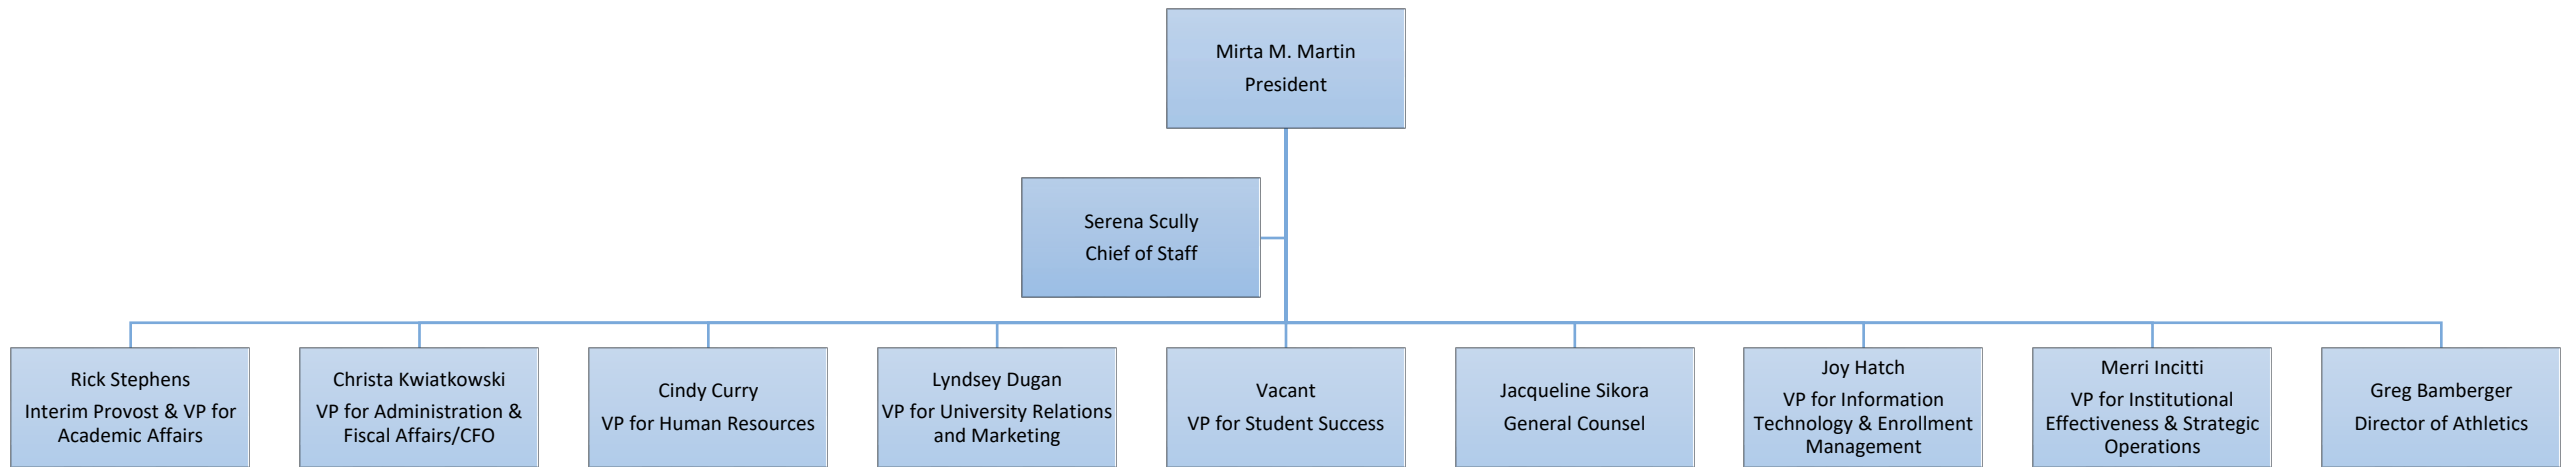 Mirta M. Martin
President
Serena Scully
Chief of Staff
Rick Stephens
Interim Provost & VP for
Academic Affairs
Christa Kwiatkowski
VP for Administration &
Fiscal Affairs/CFO
Cindy Curry
VP for Human Resources
Lyndsey Dugan
VP for University Relations
and Marketing
Vacant
VP for Student Success
Jacqueline Sikora
General Counsel
Joy Hatch
VP for Information
Technology & Enrollment
Management
Merri Incitti
VP for Institutional
Effectiveness & Strategic
Operations
Greg Bamberger
Director of Athletics